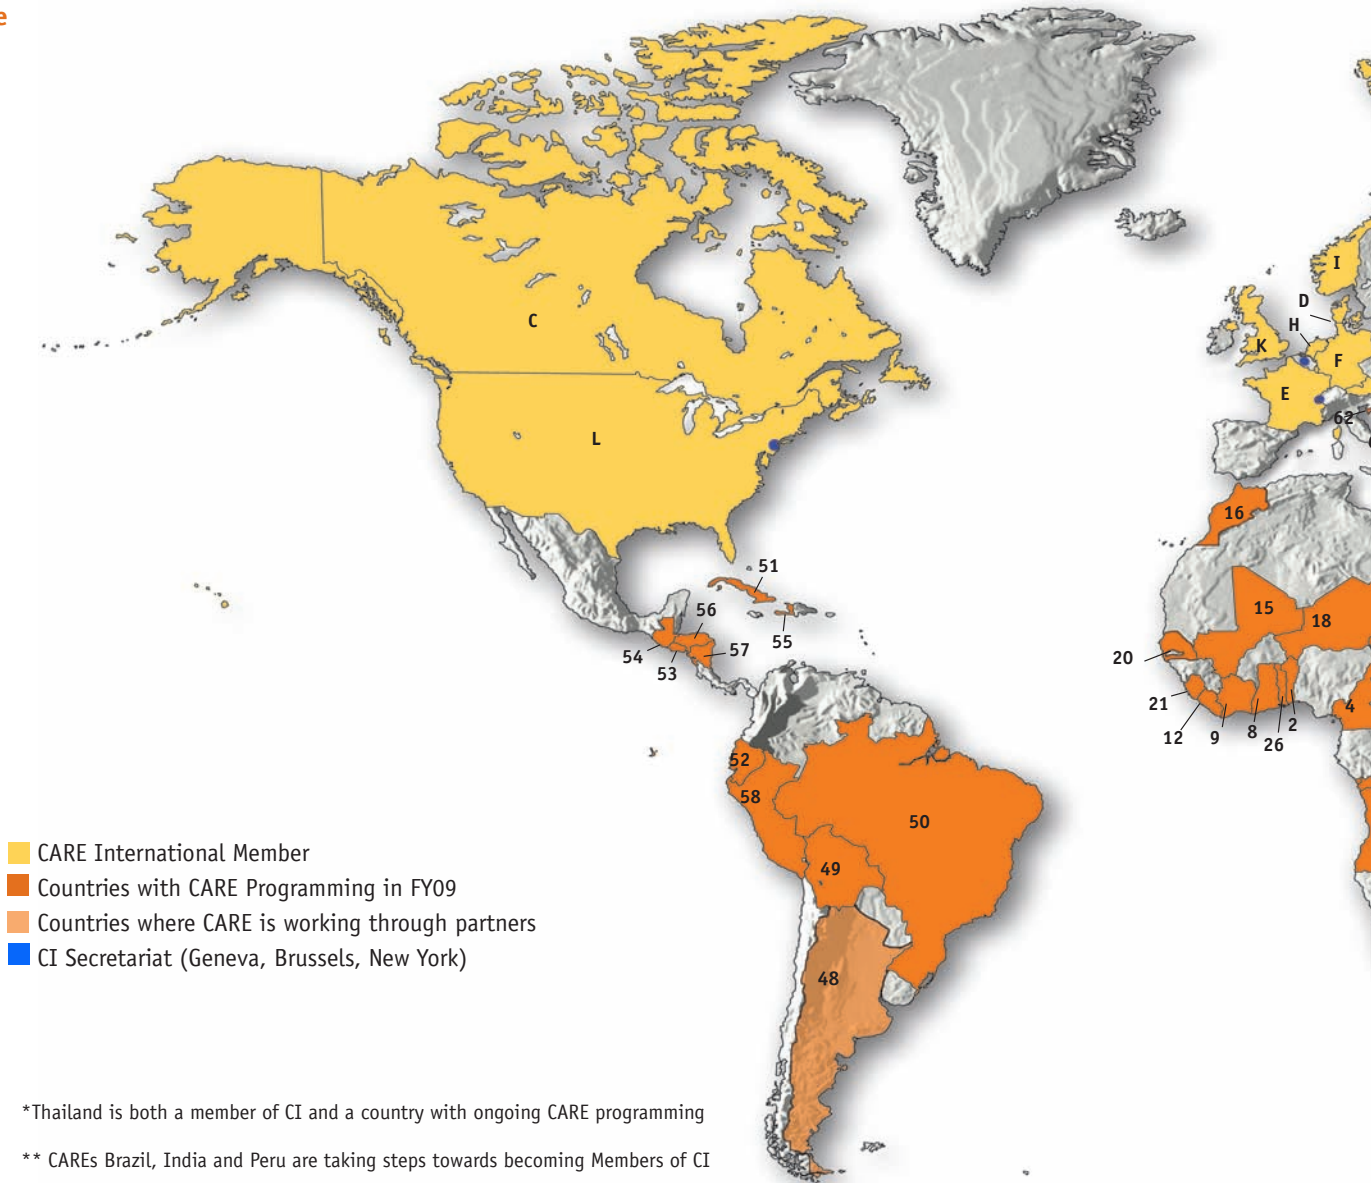 e
I
D
H
K
F
C
E
62
L
16
51
15
56
18
55
57
54
20
53
21
4
2
12
9
8
26
52
58
50
CARE International Member
49
Countries with CARE Programming in FY09
Countries where CARE is working through partners
CI Secretariat (Geneva, Brussels, New York)
48
*Thailand is both a member of CI and a country with ongoing CARE programming
** CAREs Brazil, India and Peru are taking steps towards becoming Members of CI